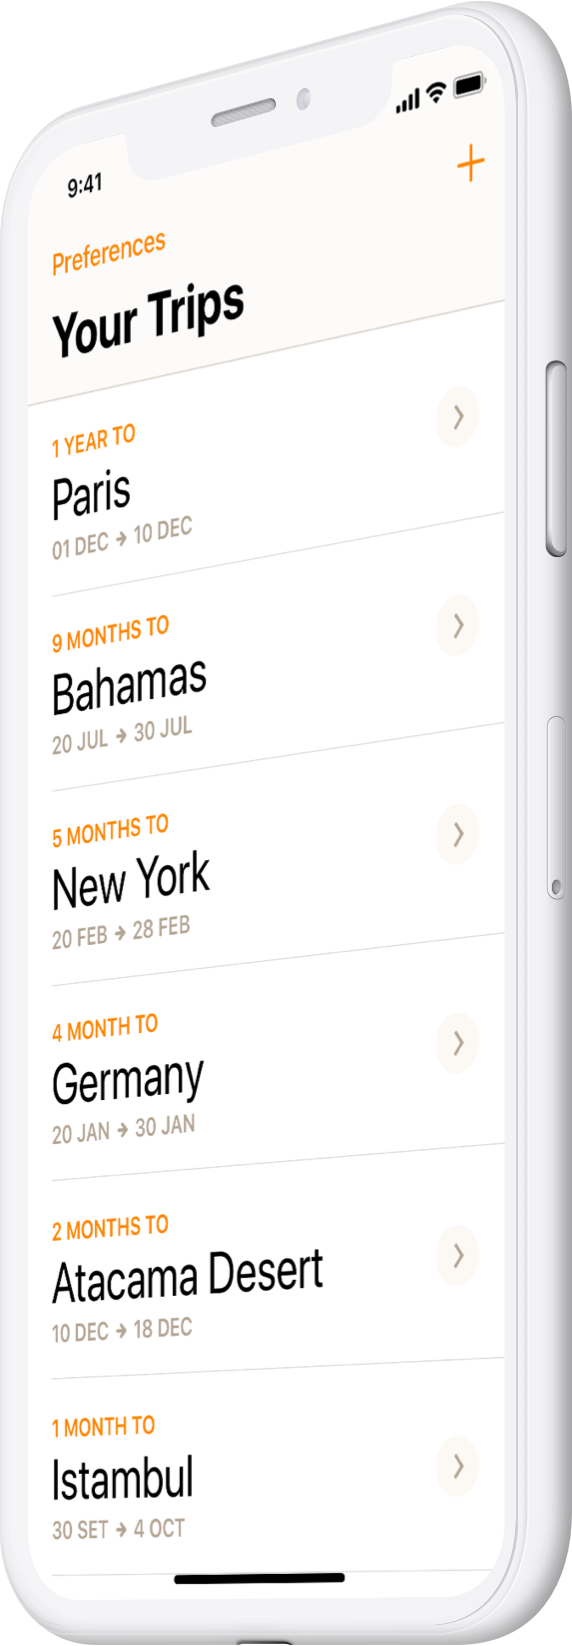 9:41
Preferences
Your Trips
1 YEAR TO
Paris
01 DEC → 10 DEC
9 MONTHS TO
Bahamas
20 JUL → 30 JUL
5 MONTHS TO
New York
20 FEB → 28 FEB
4 MONTH TO
Germany
20 JAN → 30 JAN
2 MONTHS TO
Atacama Desert
10 DEC → 18 DEC
1 MONTH TO
Istambul
30 SET → 4 OCT